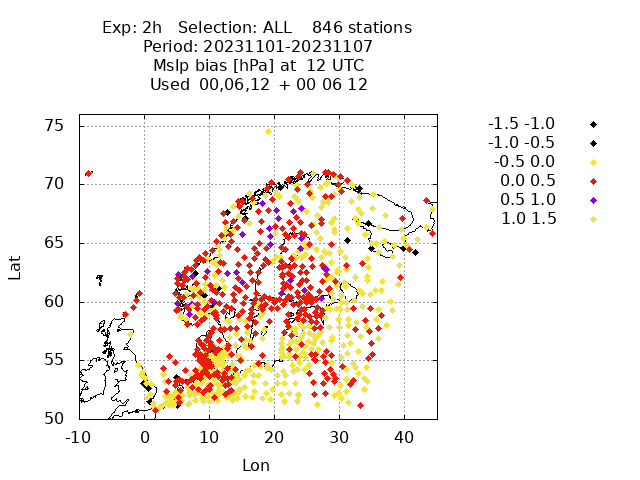 Exp: 2h Selection: ALL 846 stations
Period: 20231101-20231107
Mslp bias [hPa] at 12 UTC
Used 00,06,12 + 00 06 12
75
70
65
60
55
50
Lat
-10 0 10 20 30 40
Lon
-1.5 -1.0
-1.0 -0.5
-0.5 0.0
0.0 0.5
0.5 1.0
1.0 1.5